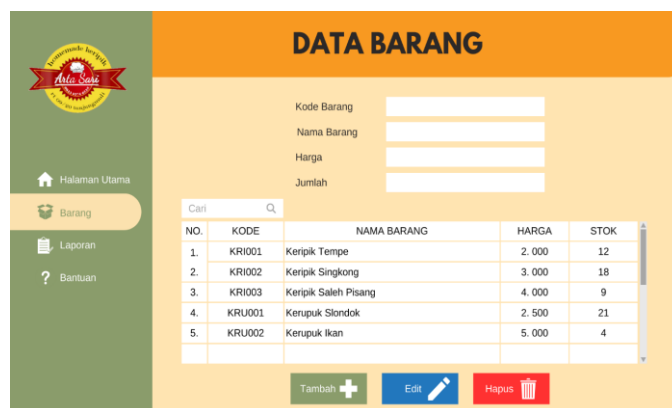 DATA BARANG
homemade keripik
Arta Sari
Halaman Utama
Barang
Laporan
Bantuan
Kode Barang
Nama Barang
Harga
Jumlah
Cari
NO. KODE NAMA BARANG HARGA STOK
1. KRI001 Keripik Tempe 2. 000 12
2. KRI002 Keripik Singkong 3. 000 18
3. KRI003 Keripik Saleh Pisang 4. 000 9
4. KRU001 Kerupuk Slondok 2. 500 21
5. KRU002 Kerupuk Ikan 5. 000 4
Tambah
Edit
Hapus